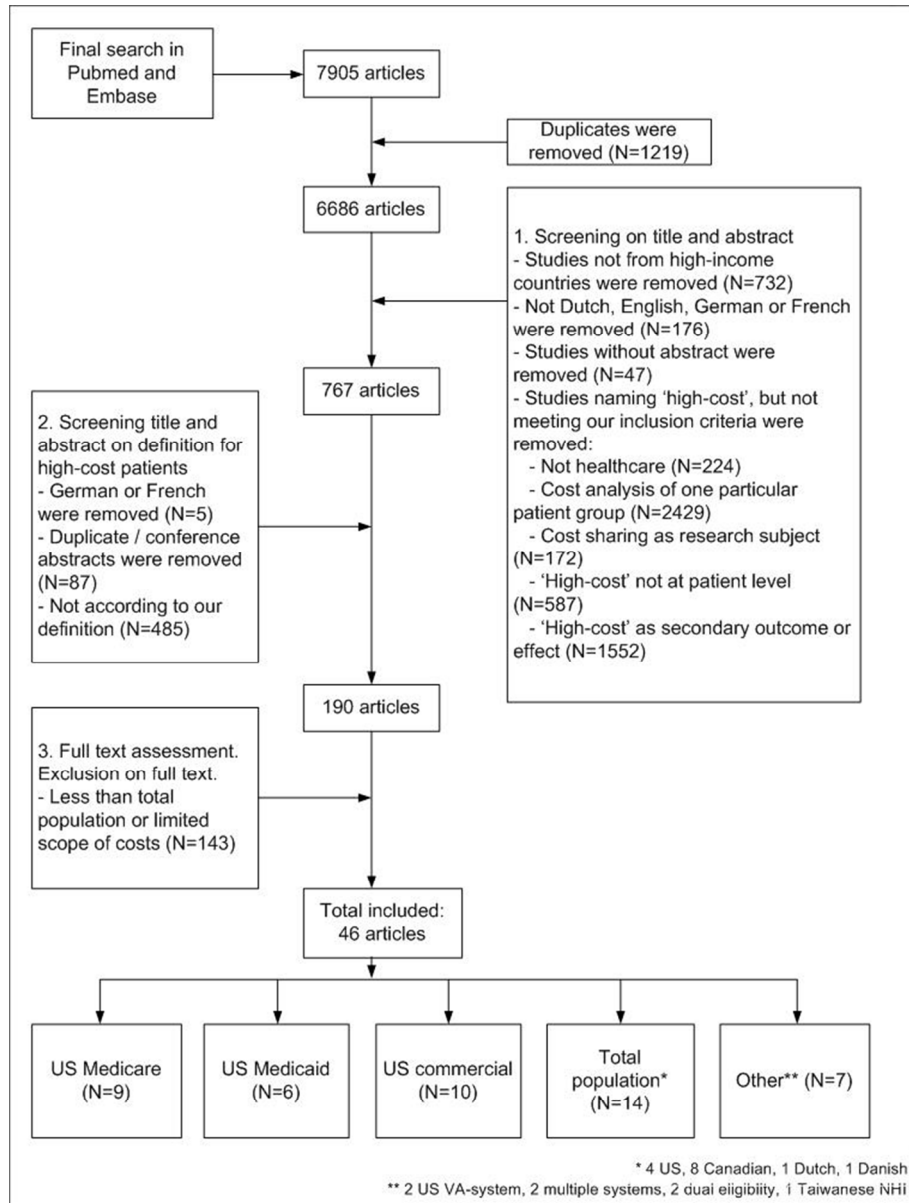 Final search in
Pubmed and
Embase
7905 articles
Duplicates were
removed (N=1219)
6686 articles
1. Screening on title and abstract
- Studies not from high-income
countries were removed (N=732)
- Not Dutch, English, German or French
were removed (N=176)
- Studies without abstract were
removed (N=47)
- Studies naming ‘high-cost’, but not
meeting our inclusion criteria were
removed:
- Not healthcare (N=224)
- Cost analysis of one particular
patient group (N=2429)
- Cost sharing as research subject
(N=172)
- ‘High-cost’ not at patient level
(N=587)
- ‘High-cost’ as secondary outcome or
effect (N=1552)
767 articles
2. Screening title and
abstract on definition for
high-cost patients
- German or French
were removed (N=5)
- Duplicate / conference
abstracts were removed
(N=87)
- Not according to our
definition (N=485)
190 articles
3. Full text assessment.
Exclusion on full text.
- Less than total
population or limited
scope of costs (N=143)
Total included:
46 articles
US Medicare
(N=9)
US Medicaid
(N=6)
US commercial
(N=10)
Total
population*
(N=14)
Other** (N=7)
* 4 US, 8 Canadian, 1 Dutch, 1 Danish
** 2 US VA-system, 2 multiple systems, 2 dual eligibiity, 1 Taiwanese NHI